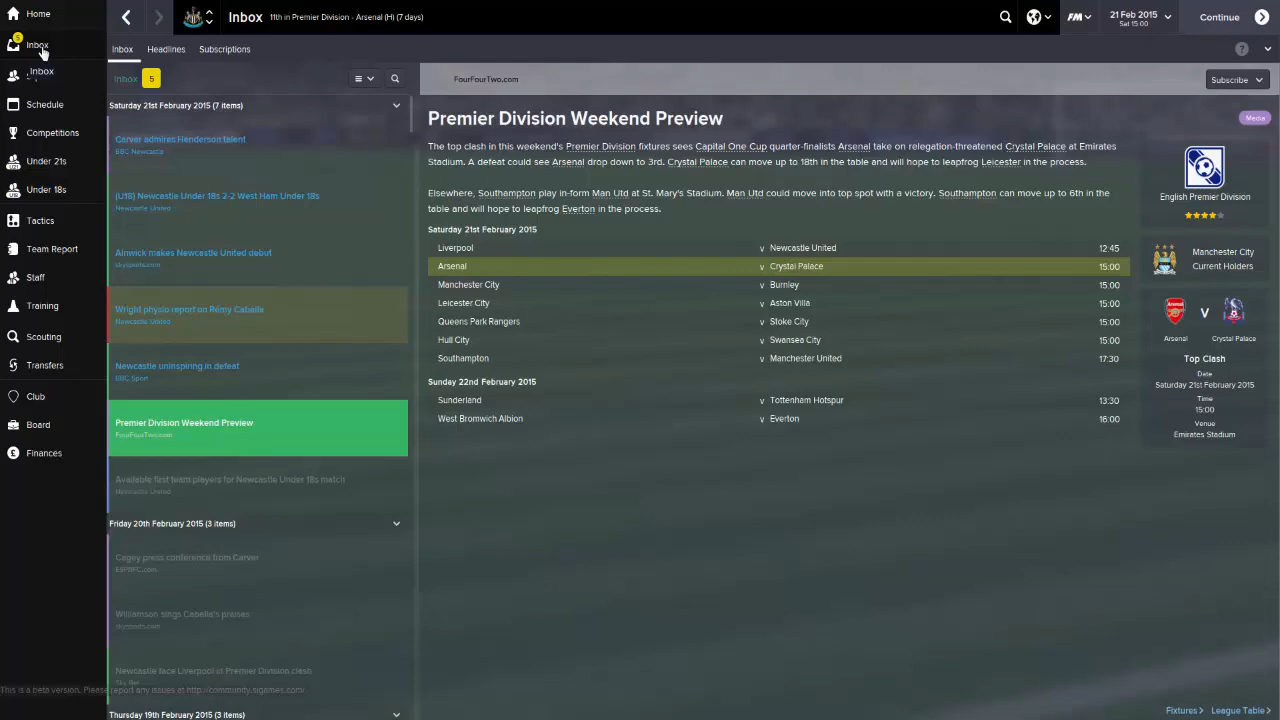 Home
Inbox
11th in Premier Division - Arsenal (H) (7 days)
FM
21 Feb 2015
Sat 15:00
Continue
5
Inbox
Inbox
Schedule
Competitions
Under 21s
Under 18s
Tactics
Team Report
Staff
Training
Scouting
Transfers
Club
Board
Finances
Inbox Headlines Subscriptions
Inbox 5
Saturday 21st February 2015 (7 items)
Carver admires Henderson talent
BBC Newcastle
(U18) Newcastle Under 18s 2-2 West Ham Under 18s
Newcastle United
Alnwick makes Newcastle United debut
skysports.com
Wright physio report on Rémy Cabella
Newcastle United
Newcastle uninspiring in defeat
BBC Sport
Premier Division Weekend Preview
FourFourTwo.com
Available first team players for Newcastle Under 18s match
Newcastle United
Friday 20th February 2015 (3 items)
Cagey press conference from Carver
ESPNFC.com
Williamson sings Cabella's praises
skysports.com
Newcastle face Liverpool in Premier Division clash
Sky Bet
Thursday 19th February 2015 (3 items)
This is a beta version. Please report any issues at http://community.sigames.com/
FourFourTwo.com
Subscribe
Premier Division Weekend Preview
Media
The top clash in this weekend's Premier Division fixtures sees Capital One Cup quarter-finalists Arsenal take on relegation-threatened Crystal Palace at Emirates
Stadium. A defeat could see Arsenal drop down to 3rd. Crystal Palace can move up to 18th in the table and will hope to leapfrog Leicester in the process.
Elsewhere, Southampton play in-form Man Utd at St. Mary's Stadium. Man Utd could move into top spot with a victory. Southampton can move up to 6th in the
table and will hope to leapfrog Everton in the process.
Saturday 21st February 2015
Liverpool v Newcastle United 12:45
Arsenal v Crystal Palace 15:00
Manchester City v Burnley 15:00
Leicester City v Aston Villa 15:00
Queens Park Rangers v Stoke City 15:00
Hull City v Swansea City 15:00
Southampton v Manchester United 17:30
Sunday 22nd February 2015
Sunderland v Tottenham Hotspur 13:30
West Bromwich Albion v Everton 16:00
English Premier Division
Manchester City
Current Holders
V
Arsenal Crystal Palace
Top Clash
Date
Saturday 21st February 2015
Time
15:00
Venue
Emirates Stadium
Fixtures
League Table